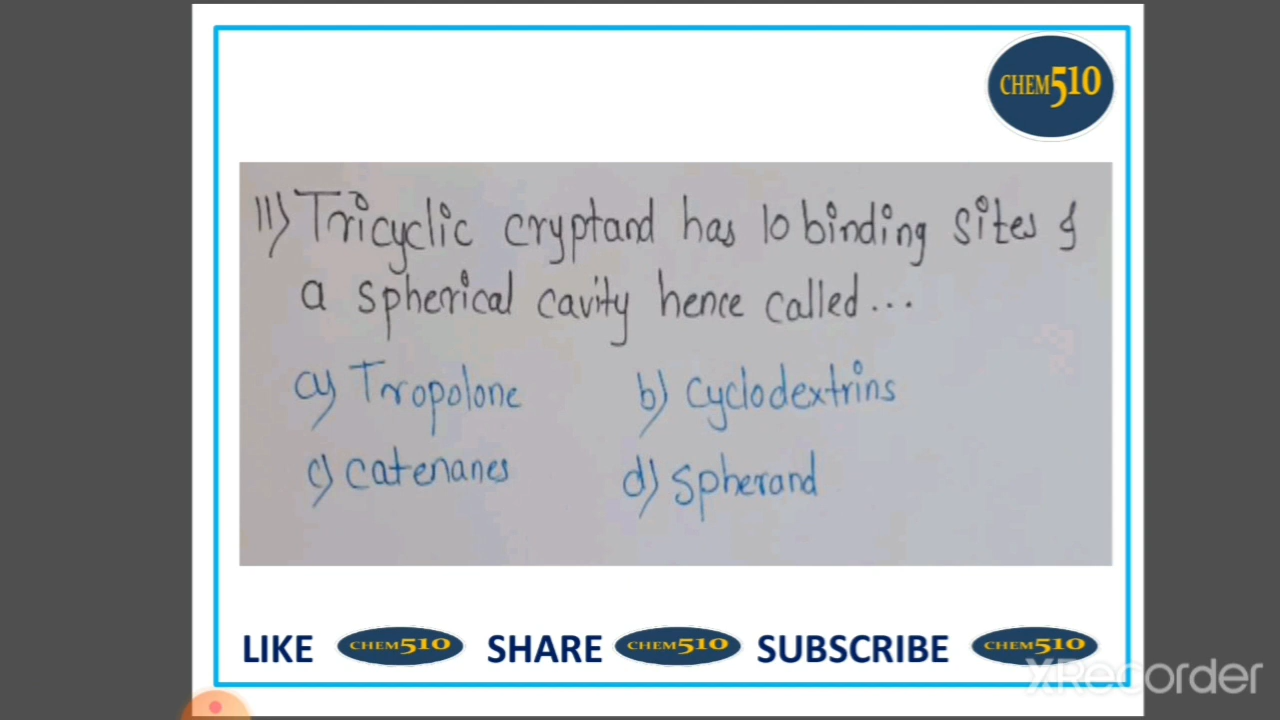 CHEM510
11) Tricyclic cryptand has 10 binding sites &
a spherical cavity hence called...
a) Tropolone b) Cyclodextrins
c) Catenanes d) Spherand
LIKE CHEM510 SHARE CHEM510 SUBSCRIBE CHEM510
XRecorder